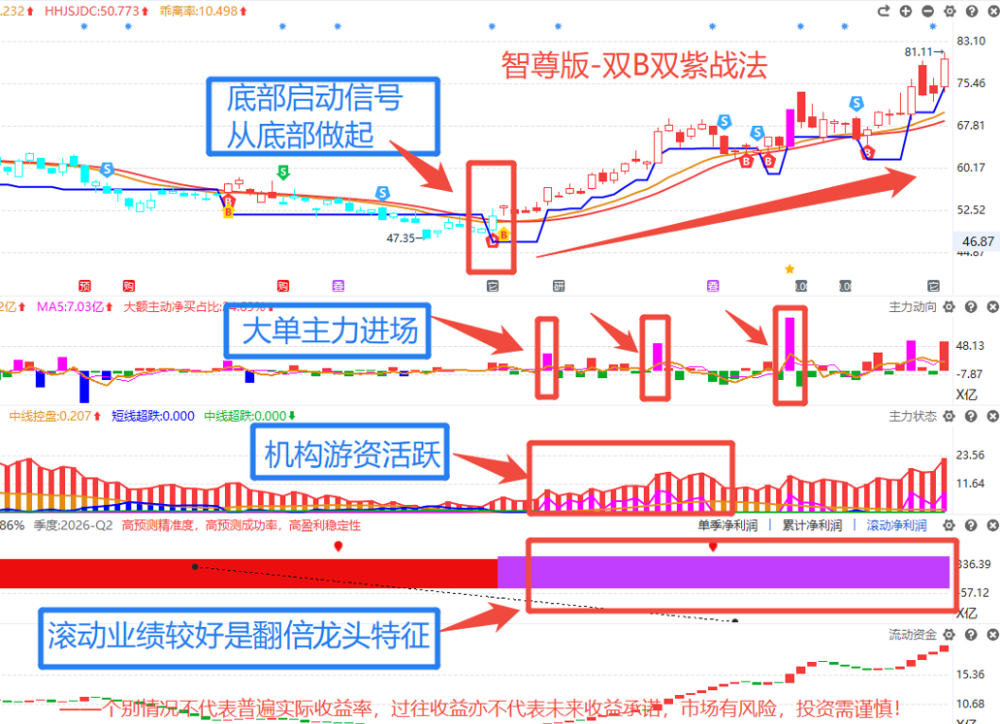 .232↑ HHJSJDC:50.773↑ 乖离率:10.498↑
83.10
81.11→
智尊版-双B双紫战法
75.46
底部启动信号
从底部做起
S
S
S
67.81
B
B
B
60.17
S
S
S
B
B
52.52
B
B
47.35
46.87
44.87
预
购
购
叠
它
研
叠
它
2亿↑ MA5:7.03亿↑ 大额主动净买占比:24.89%↑
主力动向
大单主力进场
48.13
-7.87
X亿
中线控盘:0.207↑ 短线超跌:0.000 中线超跌:0.000↓
主力状态
机构游资活跃
23.56
11.64
86% 季度:2026-Q2 高预测精准度，高预测成功率，高盈利稳定性
单季净利润 | 累计净利润 | 滚动净利润
336.39
57.12
X亿
滚动业绩较好是翻倍龙头特征
流动资金
15.36
——个别情况不代表普遍实际收益率，过往收益亦不代表未来收益承诺，市场有风险，投资需谨慎！
10.68